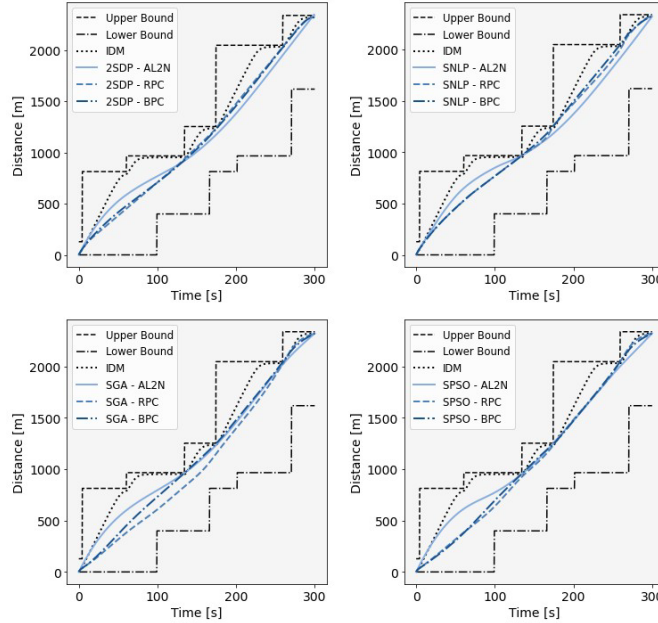 Upper Bound
Lower Bound
IDM
2SDP - AL2N
2SDP - RPC
2SDP - BPC
Distance [m]
2000
1500
1000
500
0
0 100 200 300
Time [s]
Upper Bound
Lower Bound
IDM
SNLP - AL2N
SNLP - RPC
SNLP - BPC
Distance [m]
2000
1500
1000
500
0
0 100 200 300
Time [s]
Upper Bound
Lower Bound
IDM
SGA - AL2N
SGA - RPC
SGA - BPC
Distance [m]
2000
1500
1000
500
0
0 100 200 300
Time [s]
Upper Bound
Lower Bound
IDM
SPSO - AL2N
SPSO - RPC
SPSO - BPC
Distance [m]
2000
1500
1000
500
0
0 100 200 300
Time [s]